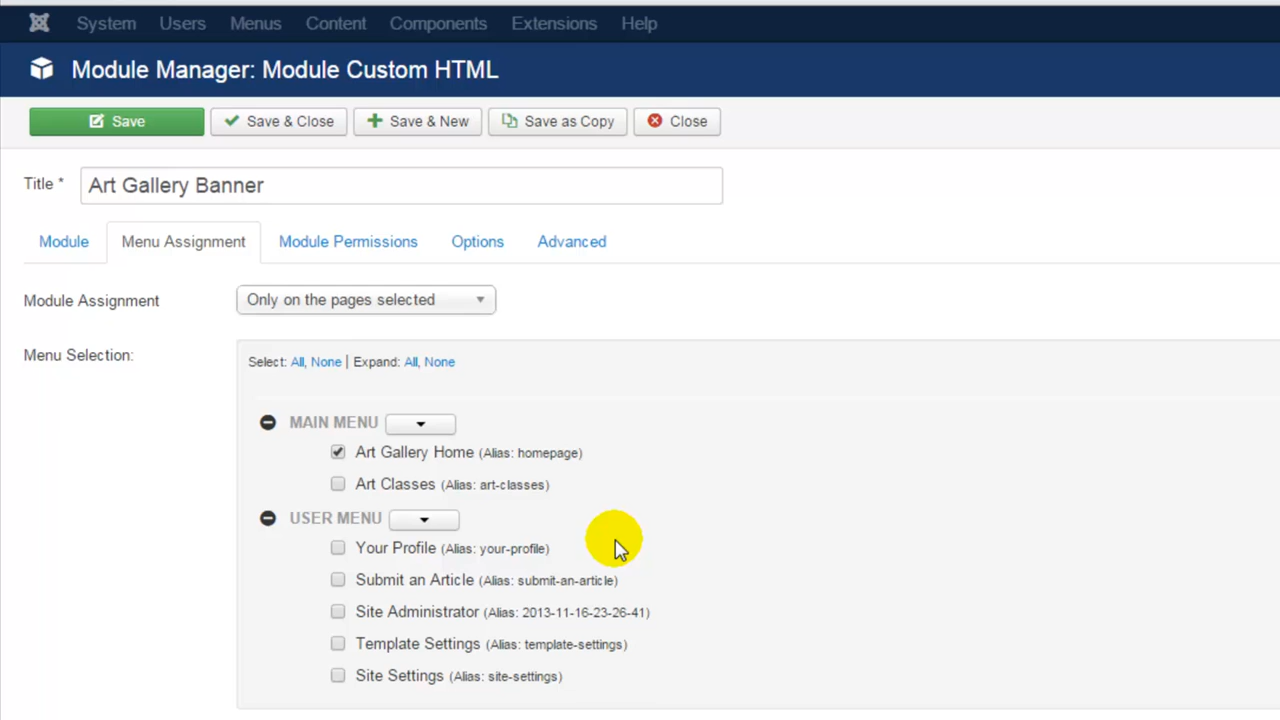 System Users Menus Content Components Extensions Help
Module Manager: Module Custom HTML
Save Save & Close Save & New Save as Copy Close
Title * Art Gallery Banner
Module Menu Assignment Module Permissions Options Advanced
Module Assignment Only on the pages selected
Menu Selection:
Select: All, None | Expand: All, None
MAIN MENU
Art Gallery Home (Alias: homepage)
Art Classes (Alias: art-classes)
USER MENU
Your Profile (Alias: your-profile)
Submit an Article (Alias: submit-an-article)
Site Administrator (Alias: 2013-11-16-23-26-41)
Template Settings (Alias: template-settings)
Site Settings (Alias: site-settings)